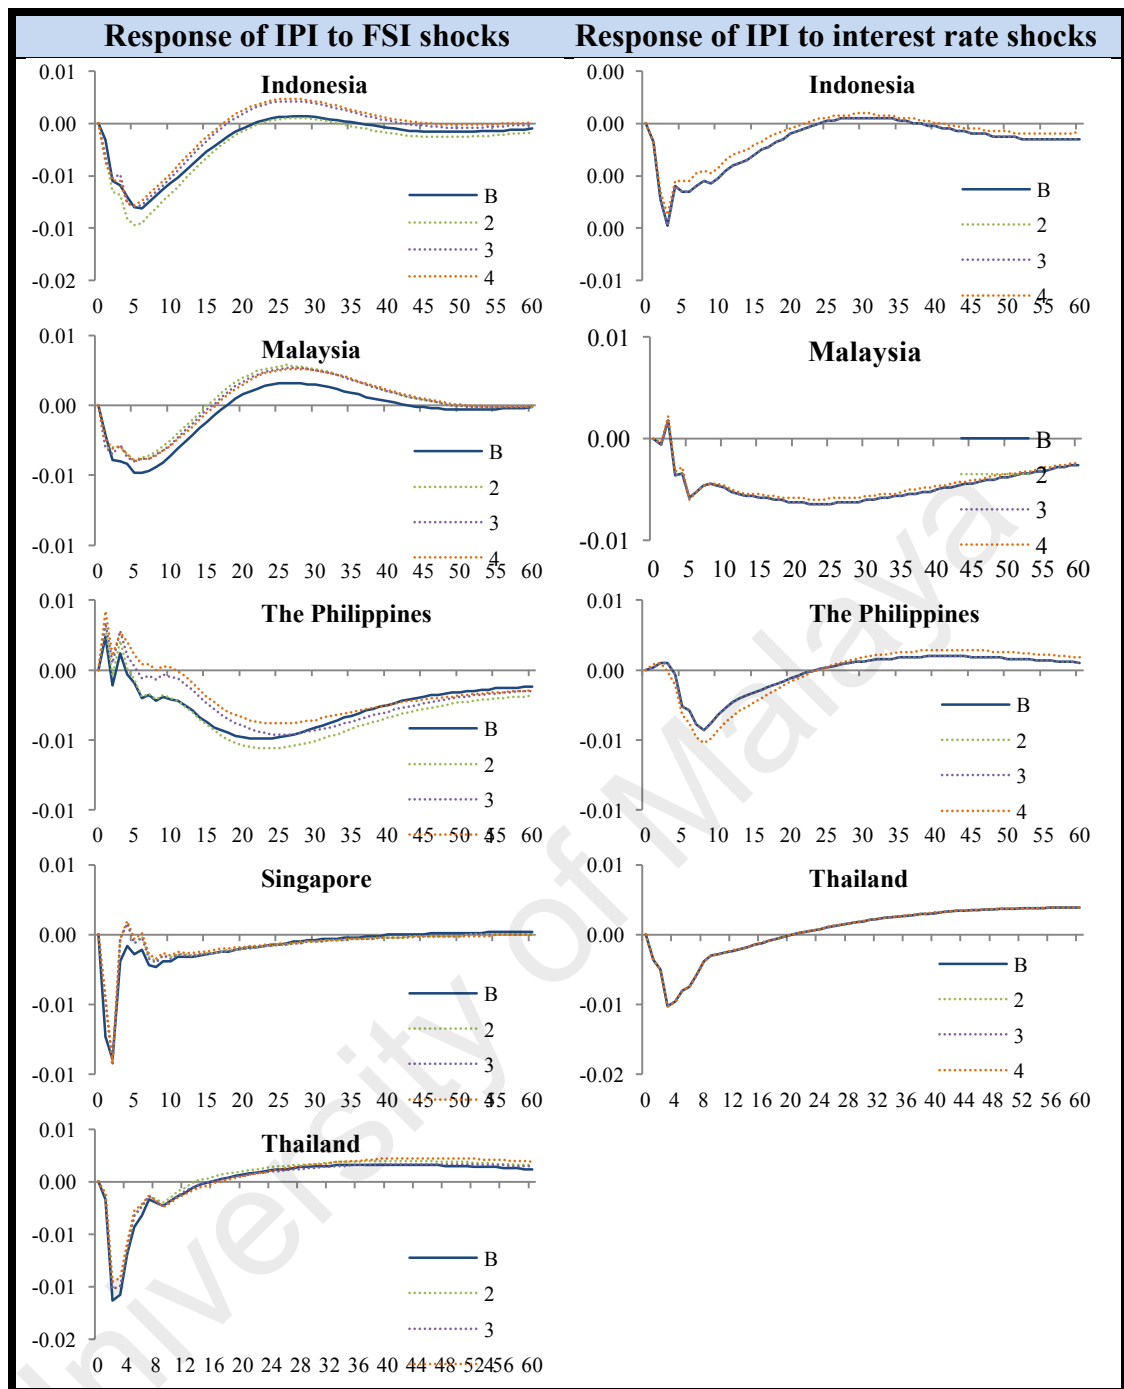 Response of IPI to FSI shocks
Response of IPI to interest rate shocks
Indonesia
0.01
0.00
-0.01
-0.01
-0.02
B
2
3
4
0 5 10 15 20 25 30 35 40 45 50 55 60
Indonesia
0.00
0.00
0.00
0.00
-0.01
B
2
3
4
0 5 10 15 20 25 30 35 40 45 50 55 60
Malaysia
0.01
0.00
-0.01
-0.01
B
2
3
4
0 5 10 15 20 25 30 35 40 45 50 55 60
Malaysia
0.01
0.00
-0.01
B
2
3
4
0 5 10 15 20 25 30 35 40 45 50 55 60
The Philippines
0.01
0.00
-0.01
-0.01
B
2
3
4
0 5 10 15 20 25 30 35 40 45 50 55 60
The Philippines
0.01
0.00
-0.01
-0.01
B
2
3
4
0 5 10 15 20 25 30 35 40 45 50 55 60
Singapore
0.01
0.00
-0.01
-0.01
B
2
3
4
0 5 10 15 20 25 30 35 40 45 50 55 60
Thailand
0.01
0.00
-0.01
-0.02
B
2
3
4
0 4 8 12 16 20 24 28 32 36 40 44 48 52 56 60
Thailand
0.01
0.00
-0.01
-0.01
-0.02
B
2
3
4
0 4 8 12 16 20 24 28 32 36 40 44 48 52 56 60
University of Malaya